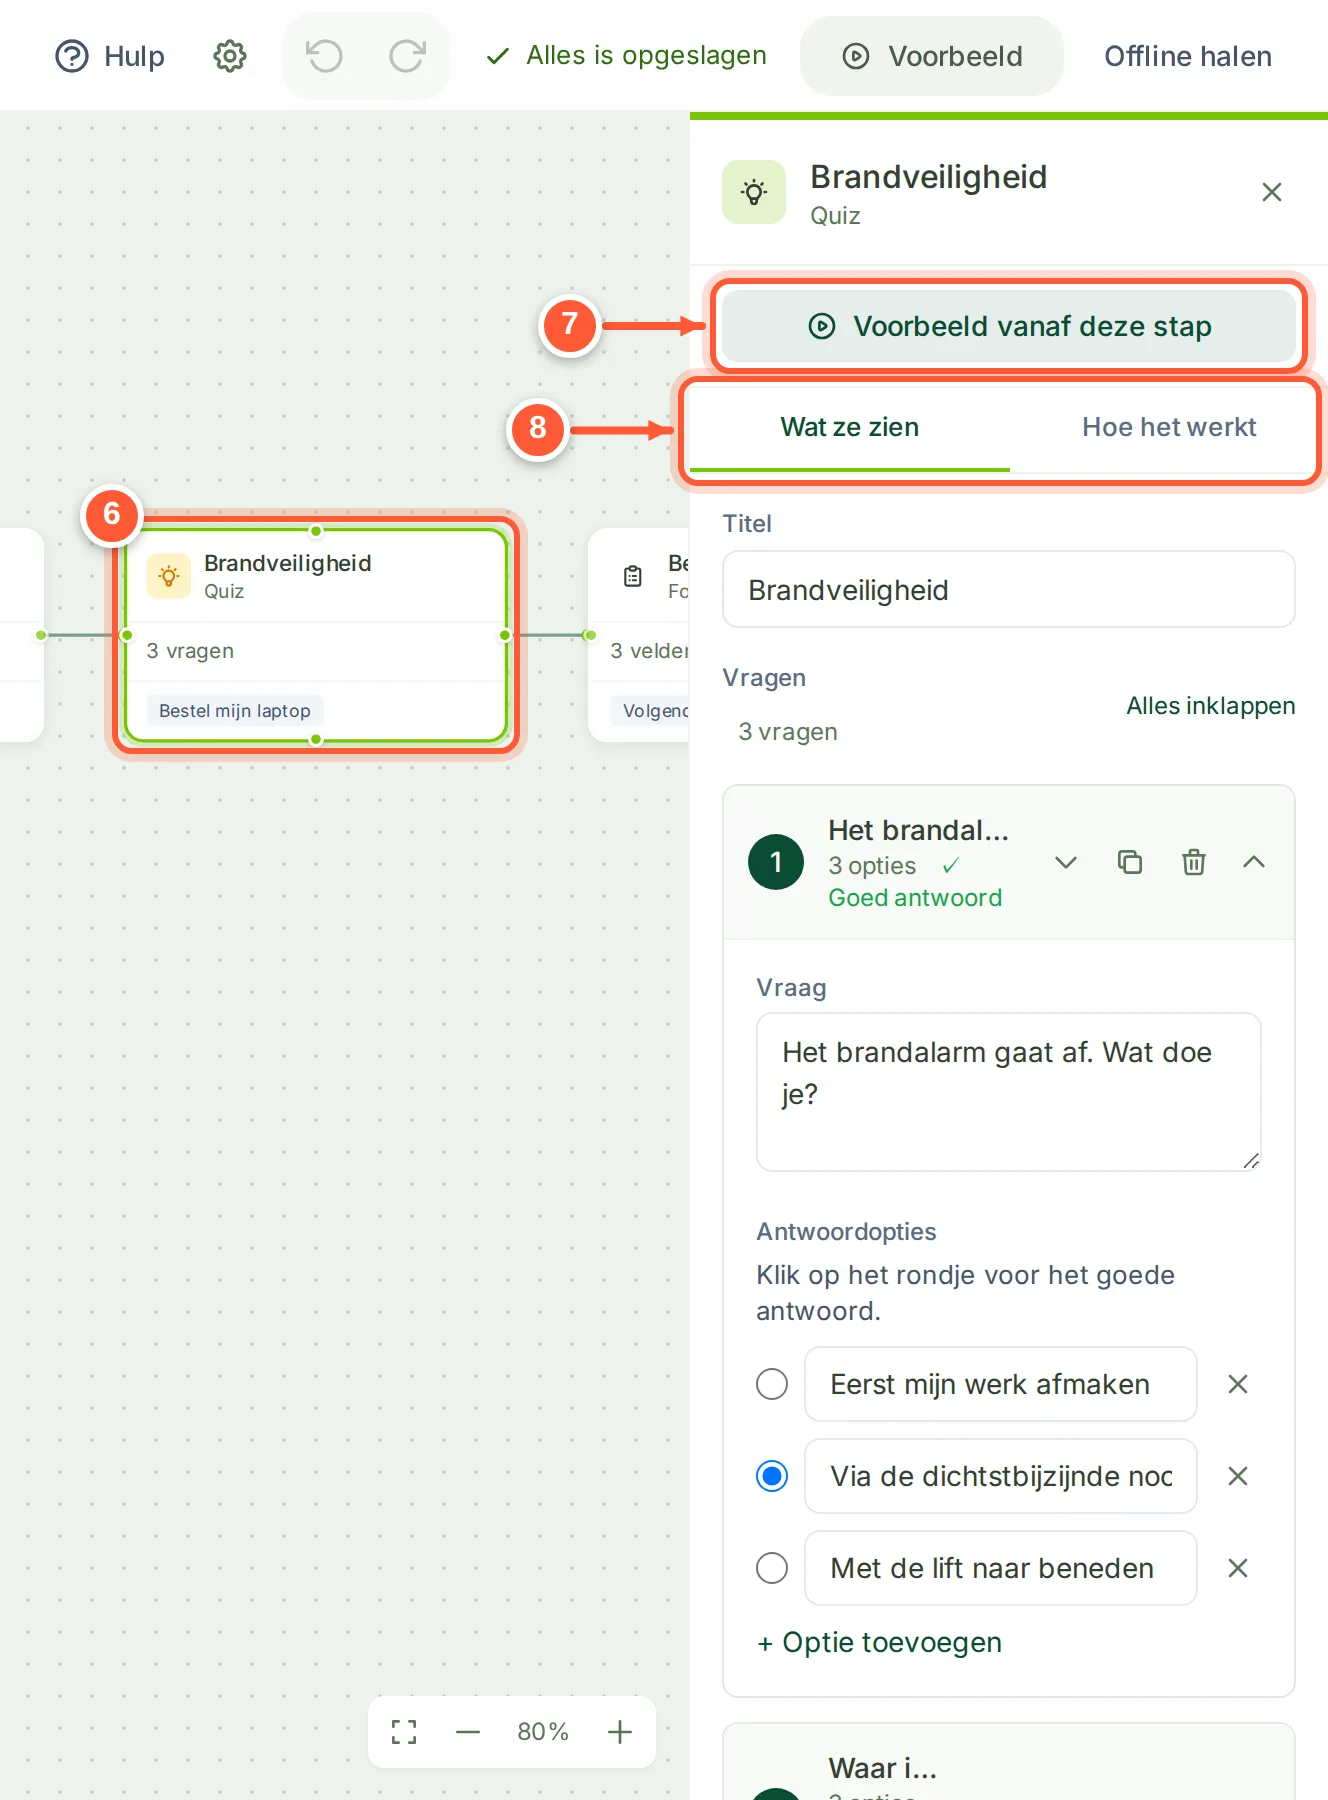 Hulp
Alles is opgeslagen
Voorbeeld
Offline halen
Brandveiligheid
Quiz
7
Voorbeeld vanaf deze stap
8
Wat ze zien
Hoe het werkt
6
Brandveiligheid
Quiz
3 vragen
Bestel mijn laptop
3
Titel
Brandveiligheid
Vragen
3 vragen
Alles inklappen
1
Het brandal...
3 opties ✓
Goed antwoord
Vraag
Het brandalarm gaat af. Wat doe
je?
Antwoordopties
Klik op het rondje voor het goede
antwoord.
Eerst mijn werk afmaken
Via de dichtstbijzijnde
Met de lift naar beneden
+ Optie toevoegen
80%
Waar i...